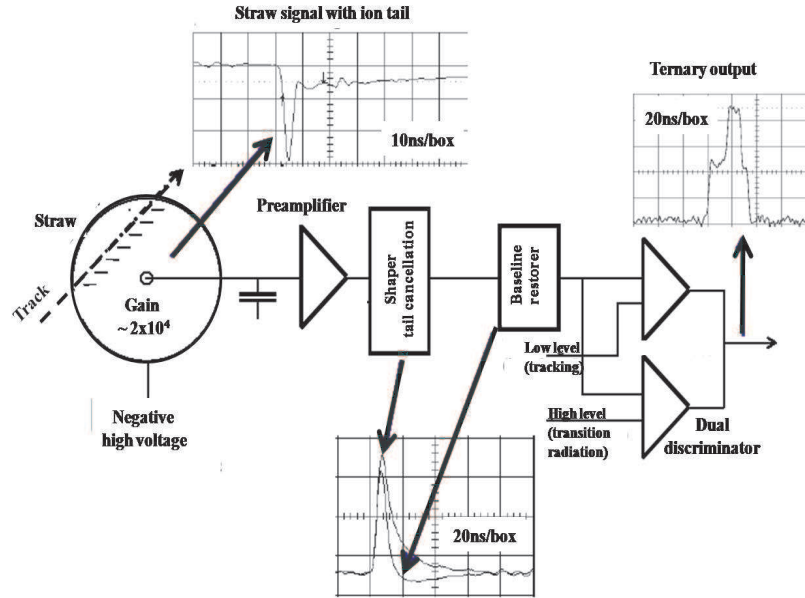 Straw signal with ion tail
10ns/box
Ternary output
20ns/box
Straw
Track
Gain
~ 2x10⁴
Negative
high voltage
Preamplifier
Shaper
tail cancellation
Baseline
restorer
Low level
(tracking)
High level
(transition
radiation)
Dual
discriminator
20ns/box